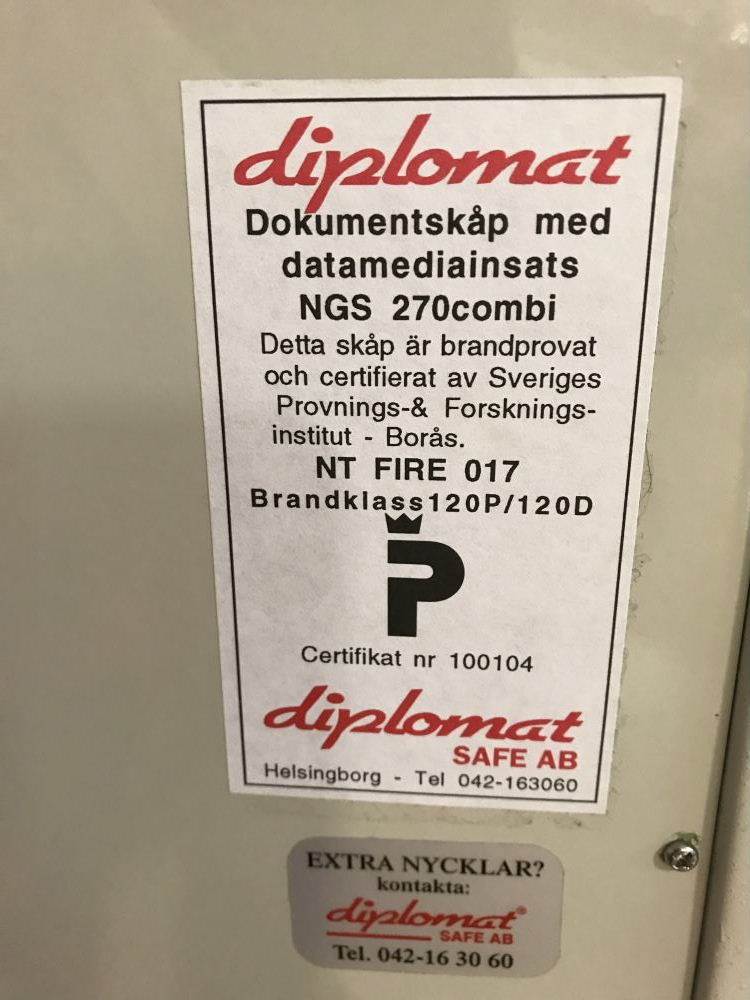 diplomat
Dokumentskåp med
datamediainsats
NGS 270combi
Detta skåp är brandprovat
och certifierat av Sveriges
Provnings-& Forsknings-
institut - Borås.
NT FIRE 017
Brandklass120P/120D
P
Certifikat nr 100104
diplomat
SAFE AB
Helsingborg - Tel 042-163060
EXTRA NYCKLAR?
kontakta:
diplomat®
SAFE AB
Tel. 042-16 30 60